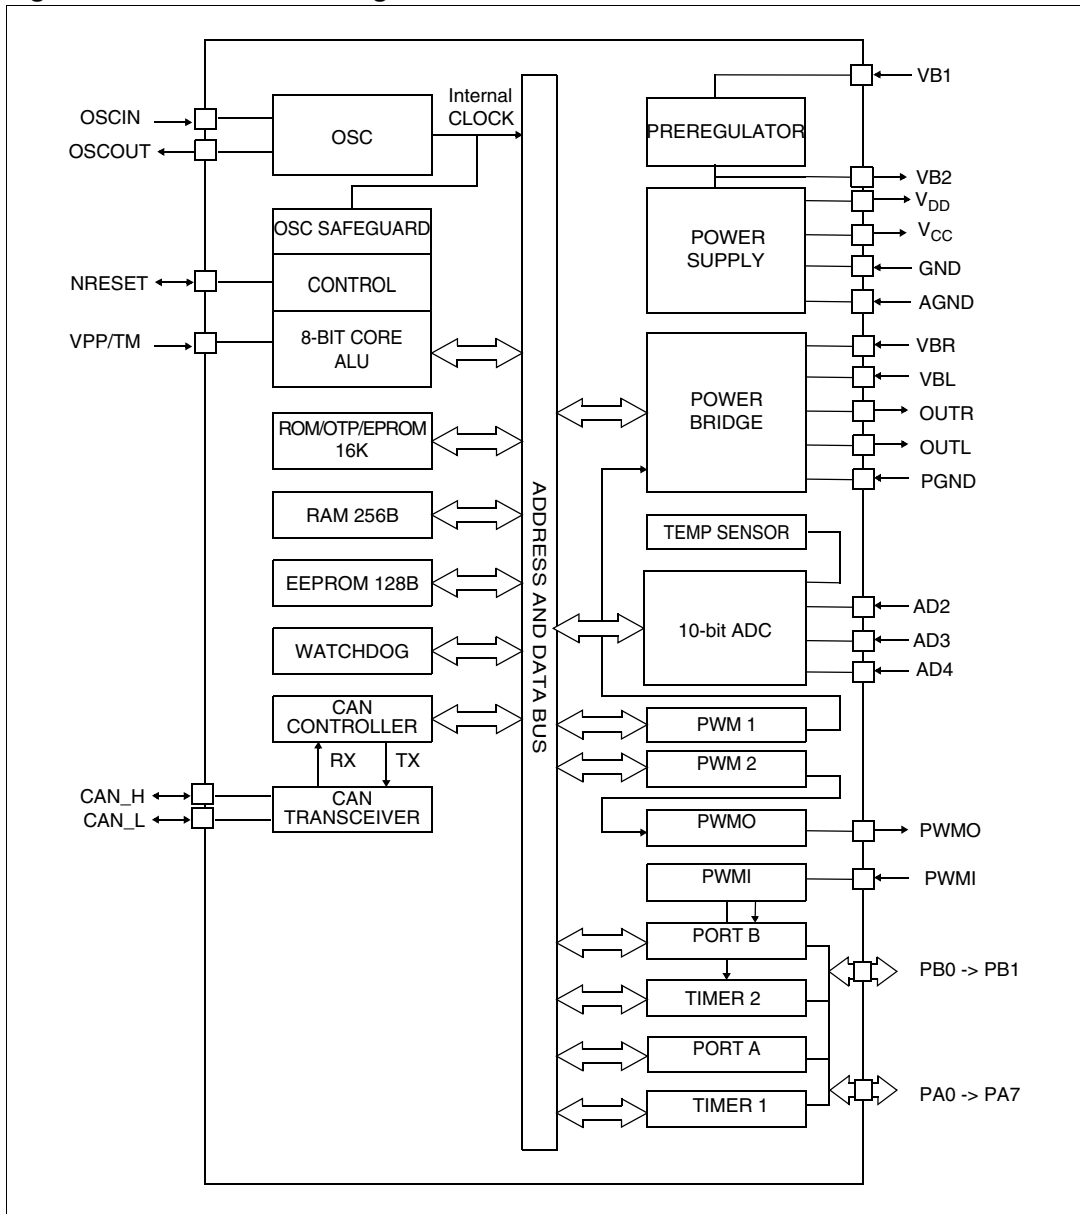 OSCIN
OSCOUT
OSC
Internal
CLOCK
OSC SAFEGUARD
NRESET
CONTROL
VPP/TM
8-BIT CORE
ALU
ROM/OTP/EPROM
16K
RAM 256B
EEPROM 128B
WATCHDOG
CAN
CONTROLLER
RX
TX
CAN_H
CAN_L
CAN
TRANSCEIVER
ADDRESS AND DATA BUS
VB1
PREREGULATOR
VB2
VDD
POWER
SUPPLY
VCC
GND
AGND
VBR
VBL
POWER
BRIDGE
OUTR
OUTL
PGND
TEMP SENSOR
10-bit ADC
AD2
AD3
AD4
PWM 1
PWM 2
PWMO
PWMO
PWMI
PWMI
PORT B
PB0 -> PB1
TIMER 2
PORT A
PA0 -> PA7
TIMER 1